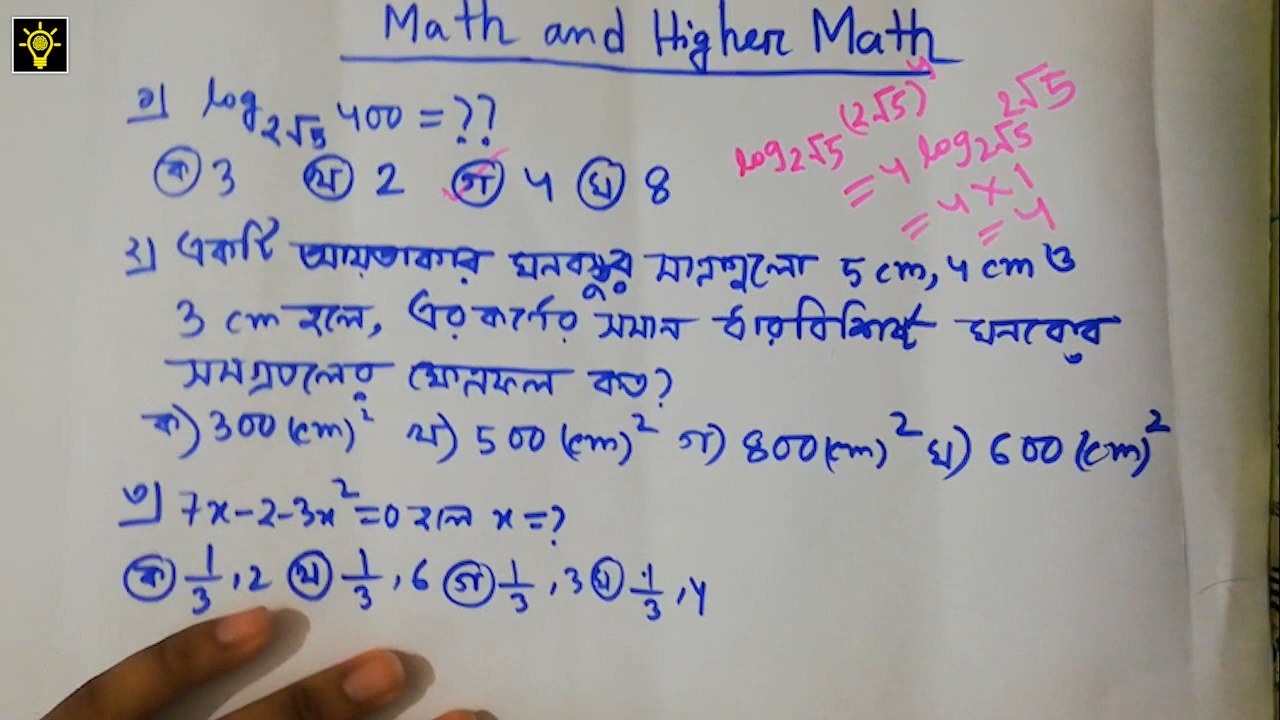 Math and Higher Math
১) log₂√₅ 400 = ??
ক 3 খ 2 গ 4 ঘ 8
log₂√₅ (2√5)⁴
= 4 log₂√₅ 2√5
= 4 × 1
= 4
২) একটি আয়তাকার ঘনবস্তুর মাত্রাগুলো 5 cm, 4 cm ও
3 cm হলে, এর কর্ণের সমান ধারবিশিষ্ট ঘনকের
সমগ্রতলের ক্ষেত্রফল কত?
ক) 300 (cm)² খ) 500 (cm)² গ) 800 (cm)² ঘ) 600 (cm)²
৩) 7x-2-3x²=0 হলে x=?
ক 1/3, 2 খ 1/3, 6 গ 1/3, 3 ঘ 1/3, 4